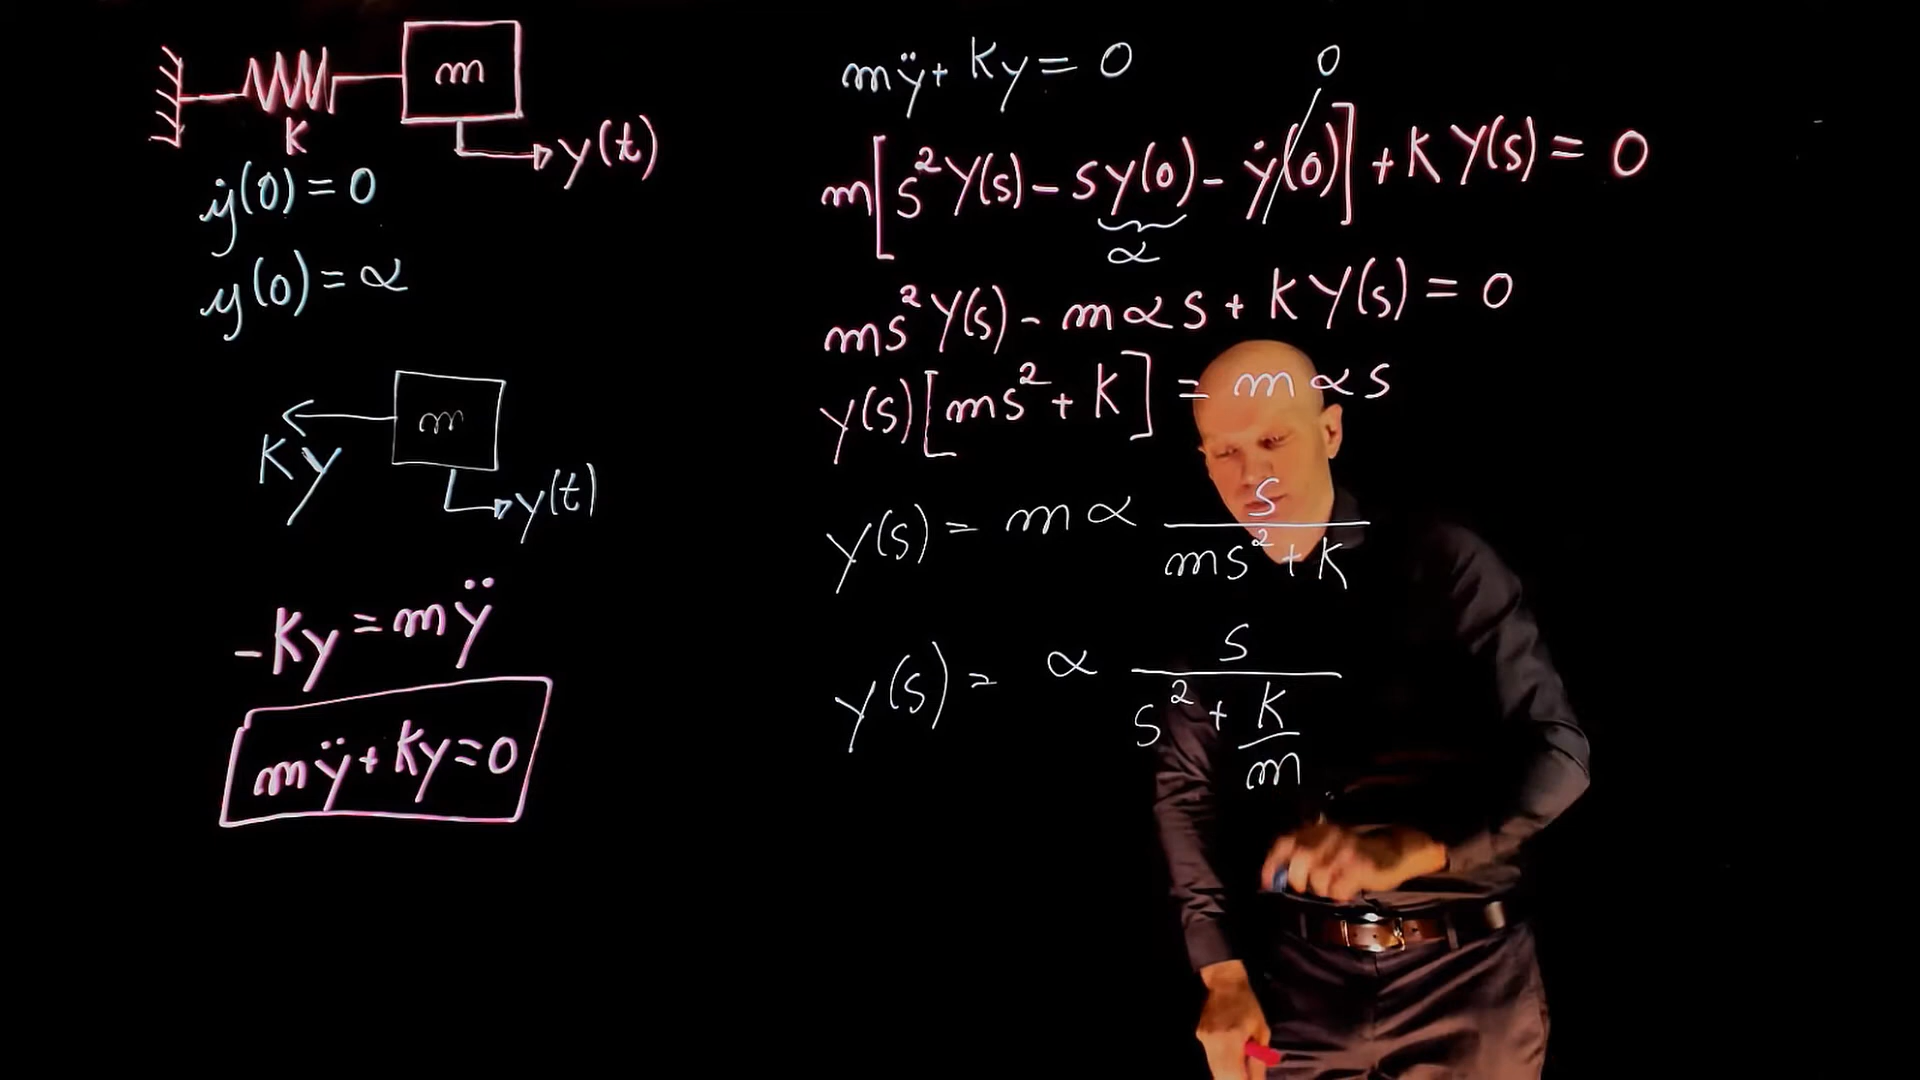 m
K
y(t)
ẏ(0) = 0
y(0) = α
m
Ky
y(t)
-Ky = mÿ
mÿ + Ky = 0
mÿ + Ky = 0
0
m[s²Y(s) - sy(0) - ẏ(0)] + KY(s) = 0
α
ms²Y(s) - mαs + KY(s) = 0
Y(s)[ms² + K] = mαs
Y(s) = mα s/(ms² + K)
Y(s) = α s/(s² + K/m)